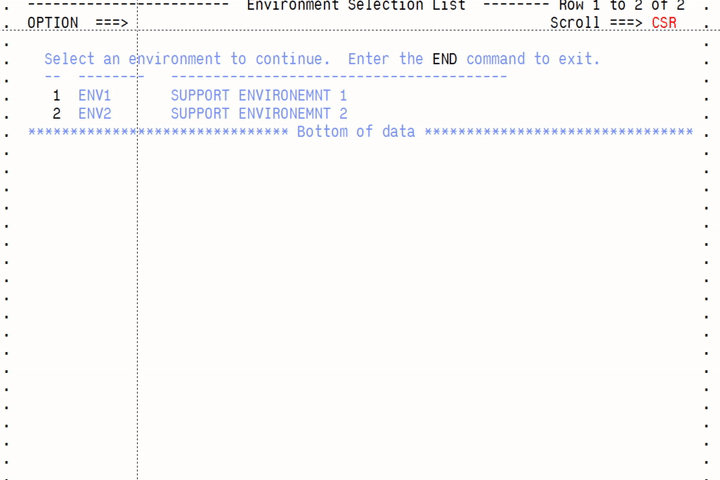 -------------------------  Environment Selection List  -------- Row 1 to 2 of 2
OPTION  ===>                                                  Scroll ===> CSR
Select an environment to continue.  Enter the END command to exit.
--  --------   ----------------------------------------
1  ENV1       SUPPORT ENVIRONEMNT 1
2  ENV2       SUPPORT ENVIRONEMNT 2
******************************* Bottom of data ********************************